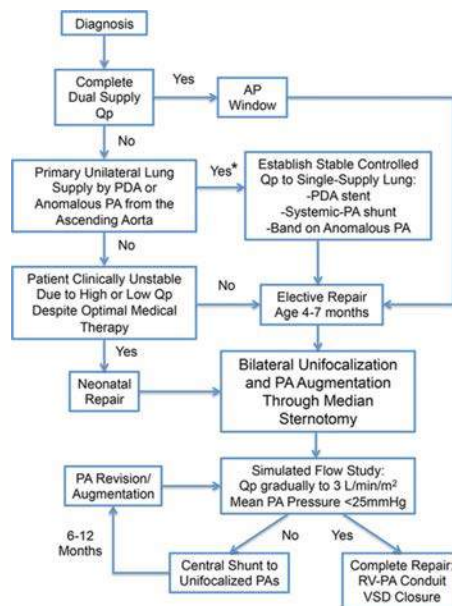 Diagnosis
Complete
Dual Supply
Qp
Yes
AP
Window
No
Primary Unilateral Lung
Supply by PDA or
Anomalous PA from the
Ascending Aorta
Yes*
Establish Stable Controlled
Qp to Single-Supply Lung:
-PDA stent
-Systemic-PA shunt
-Band on Anomalous PA
No
Patient Clinically Unstable
Due to High or Low Qp
Despite Optimal Medical
Therapy
No
Elective Repair
Age 4-7 months
Yes
Neonatal
Repair
Bilateral Unifocalization
and PA Augmentation
Through Median
Sternotomy
PA Revision/
Augmentation
Simulated Flow Study:
Qp gradually to 3 L/min/m²
Mean PA Pressure <25mmHg
6-12
Months
No
Yes
Central Shunt to
Unifocalized PAs
Complete Repair:
RV-PA Conduit
VSD Closure